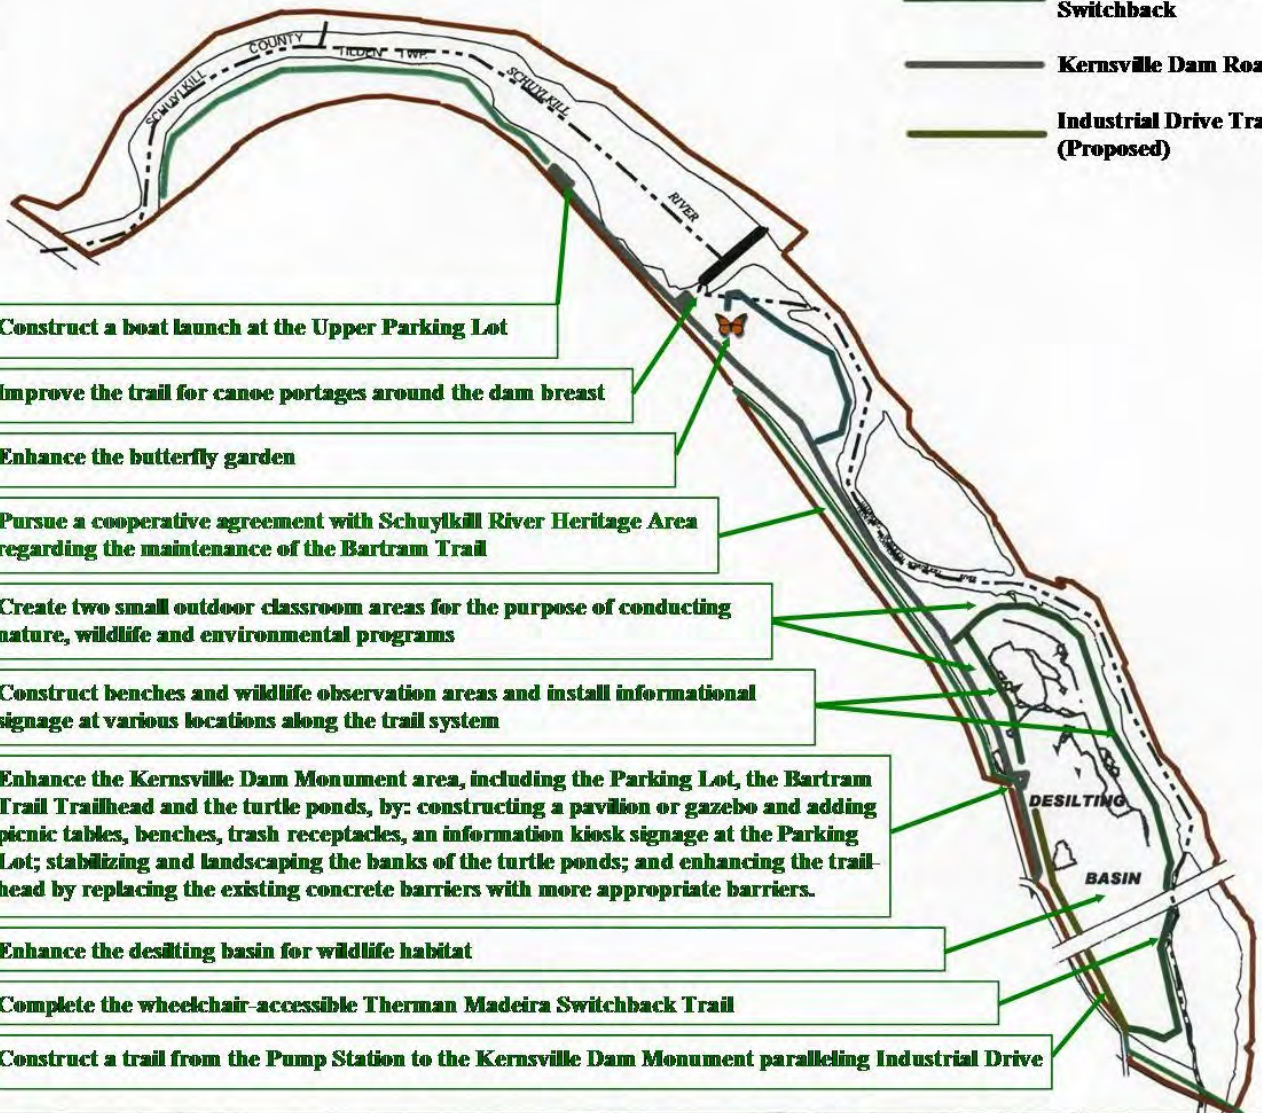 Switchback
Kernsville Dam Roa
Industrial Drive Tra
(Proposed)
SCHUYLKILL
COUNTY
TILDEN TWP.
SCHUYLKILL
RIVER
Construct a boat launch at the Upper Parking Lot
Improve the trail for canoe portages around the dam breast
Enhance the butterfly garden
Pursue a cooperative agreement with Schuylkill River Heritage Area
regarding the maintenance of the Bartram Trail
Create two small outdoor classroom areas for the purpose of conducting
nature, wildlife and environmental programs
Construct benches and wildlife observation areas and install informational
signage at various locations along the trail system
Enhance the Kernsville Dam Monument area, including the Parking Lot, the Bartram
Trail Trailhead and the turtle ponds, by: constructing a pavilion or gazebo and adding
picnic tables, benches, trash receptacles, an information kiosk signage at the Parking
Lot; stabilizing and landscaping the banks of the turtle ponds; and enhancing the trail-
head by replacing the existing concrete barriers with more appropriate barriers.
DESILTING
BASIN
Enhance the desilting basin for wildlife habitat
Complete the wheelchair-accessible Therman Madeira Switchback Trail
Construct a trail from the Pump Station to the Kernsville Dam Monument paralleling Industrial Drive